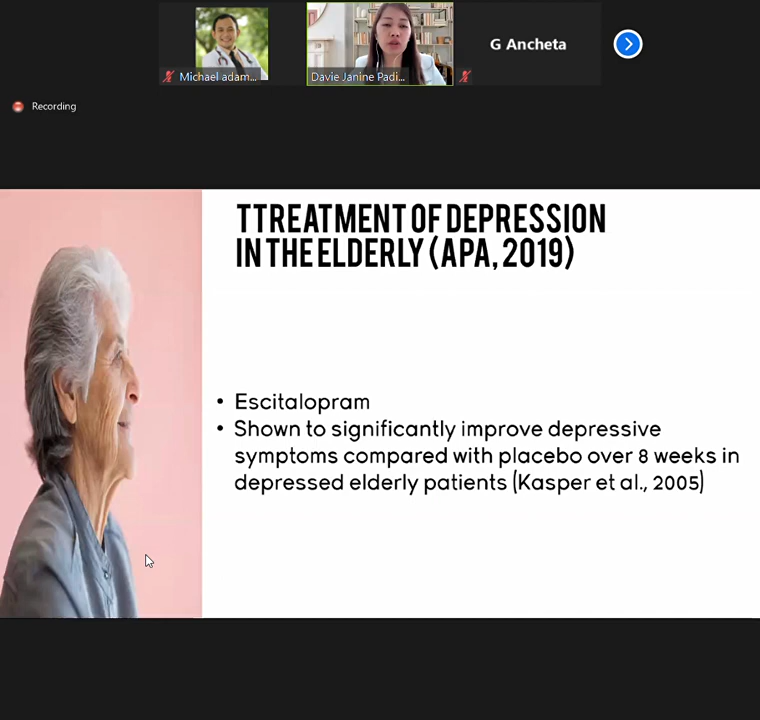 G Ancheta
Michael adam...
Davie Janine Padi...
Recording
TTREATMENT OF DEPRESSION
IN THE ELDERLY (APA, 2019)
• Escitalopram
• Shown to significantly improve depressive
symptoms compared with placebo over 8 weeks in
depressed elderly patients (Kasper et al., 2005)